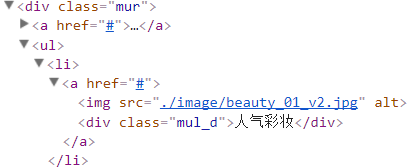 ▼<div class="mur">
▶<a href="#">…</a>
▼<ul>
▼<li>
▼<a href="#">
<img src="./image/beauty_01_v2.jpg" alt>
<div class="mul_d">人气彩妆</div>
</a>
</li>